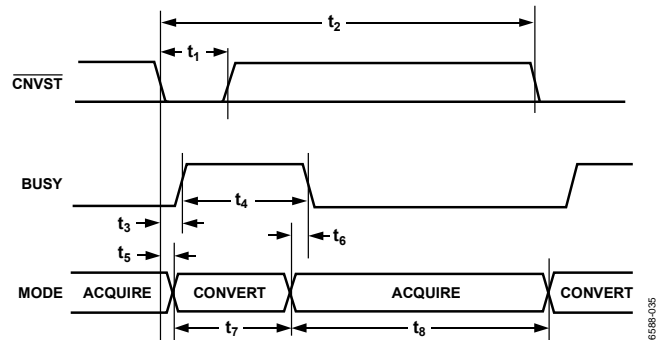 t2
t1
CNVST
BUSY
t4
t3
t6
t5
MODE ACQUIRE CONVERT ACQUIRE CONVERT
t7
t8
6588-035